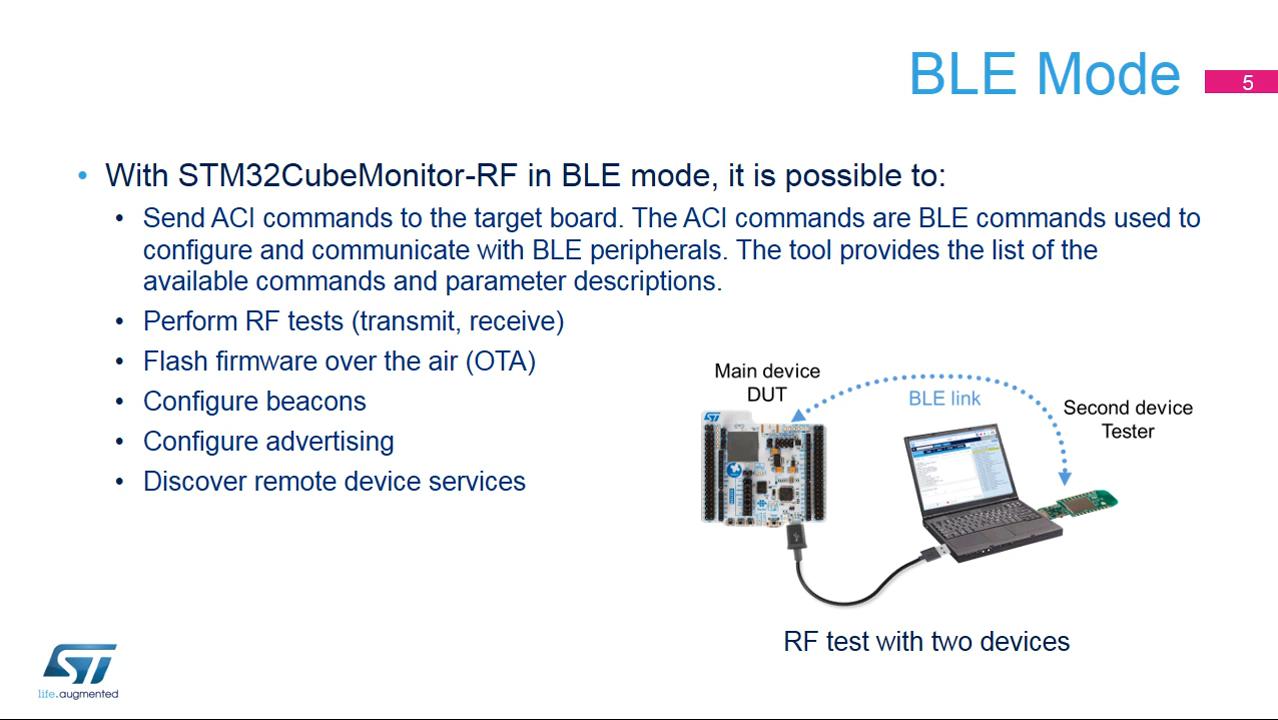 BLE Mode
5
• With STM32CubeMonitor-RF in BLE mode, it is possible to:
• Send ACI commands to the target board. The ACI commands are BLE commands used to
configure and communicate with BLE peripherals. The tool provides the list of the
available commands and parameter descriptions.
• Perform RF tests (transmit, receive)
• Flash firmware over the air (OTA)
• Configure beacons
• Configure advertising
• Discover remote device services
Main device
DUT
BLE link
Second device
Tester
ST
RF test with two devices
ST
life.augmented